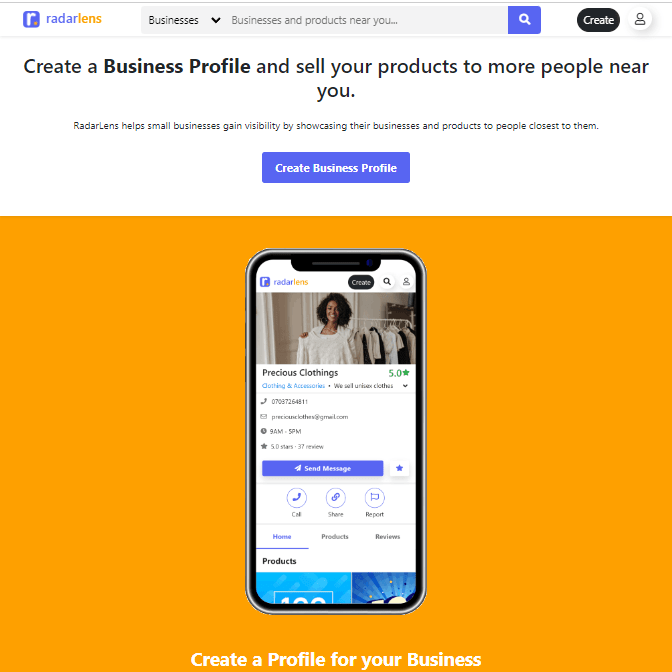 r. radarlens
Businesses
Businesses and products near you...
Create
Create a Business Profile and sell your products to more people near
you.
RadarLens helps small businesses gain visibility by showcasing their businesses and products to people closest to them.
Create Business Profile
r. radarlens
Create
Precious Clothings
5.0
Clothing & Accessories • We sell unisex clothes
07037264811
preciousclothes@gmail.com
9AM - 5PM
5.0 stars · 37 review
Send Message
Call
Share
Report
Home
Products
Reviews
Products
Create a Profile for your Business